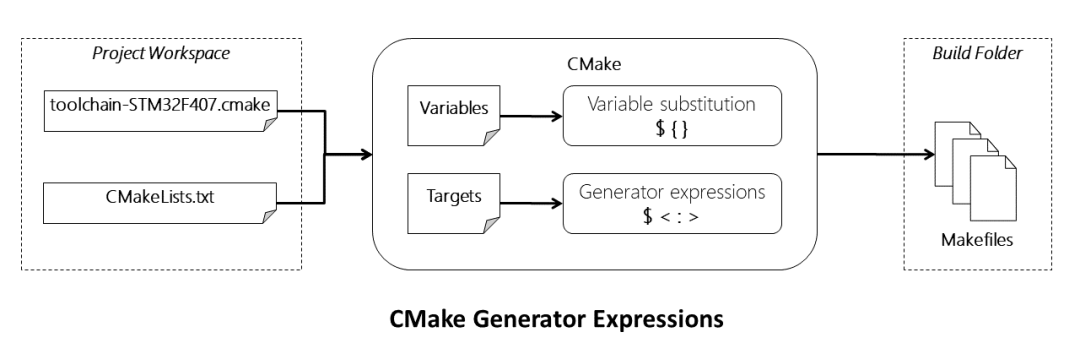 Project Workspace
toolchain-STM32F407.cmake
CMakeLists.txt
CMake
Variables
Variable substitution
$ { }
Targets
Generator expressions
$ < : >
Build Folder
Makefiles
CMake Generator Expressions